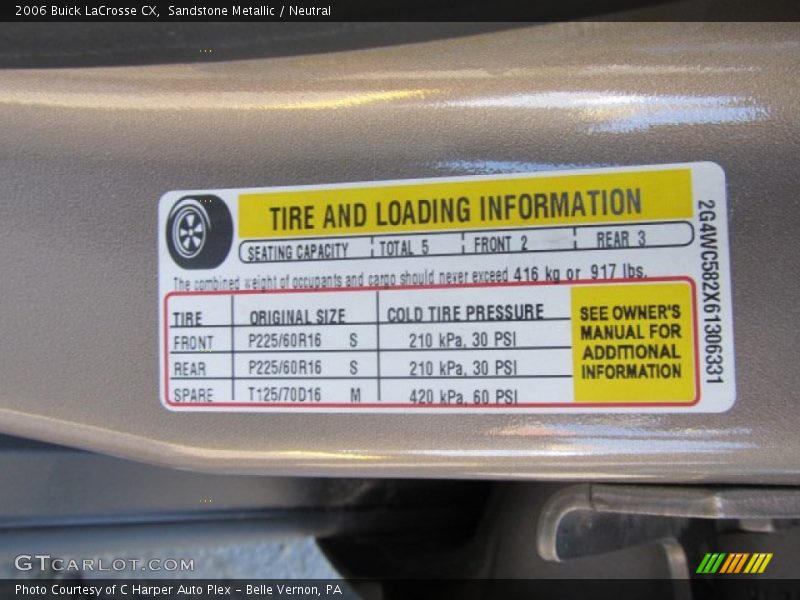 2006 Buick LaCrosse CX, Sandstone Metallic / Neutral
TIRE AND LOADING INFORMATION
SEATING CAPACITY TOTAL 5 FRONT 2 REAR 3
The combined weight of occupants and cargo should never exceed 416 kg or 917 lbs.
TIRE ORIGINAL SIZE COLD TIRE PRESSURE
FRONT P225/60R16 S 210 kPa, 30 PSI
REAR P225/60R16 S 210 kPa, 30 PSI
SPARE T125/70D16 M 420 kPa, 60 PSI
SEE OWNER'S
MANUAL FOR
ADDITIONAL
INFORMATION
2G4WC582X61306331
GTCARLOT.COM
Photo Courtesy of C Harper Auto Plex - Belle Vernon, PA